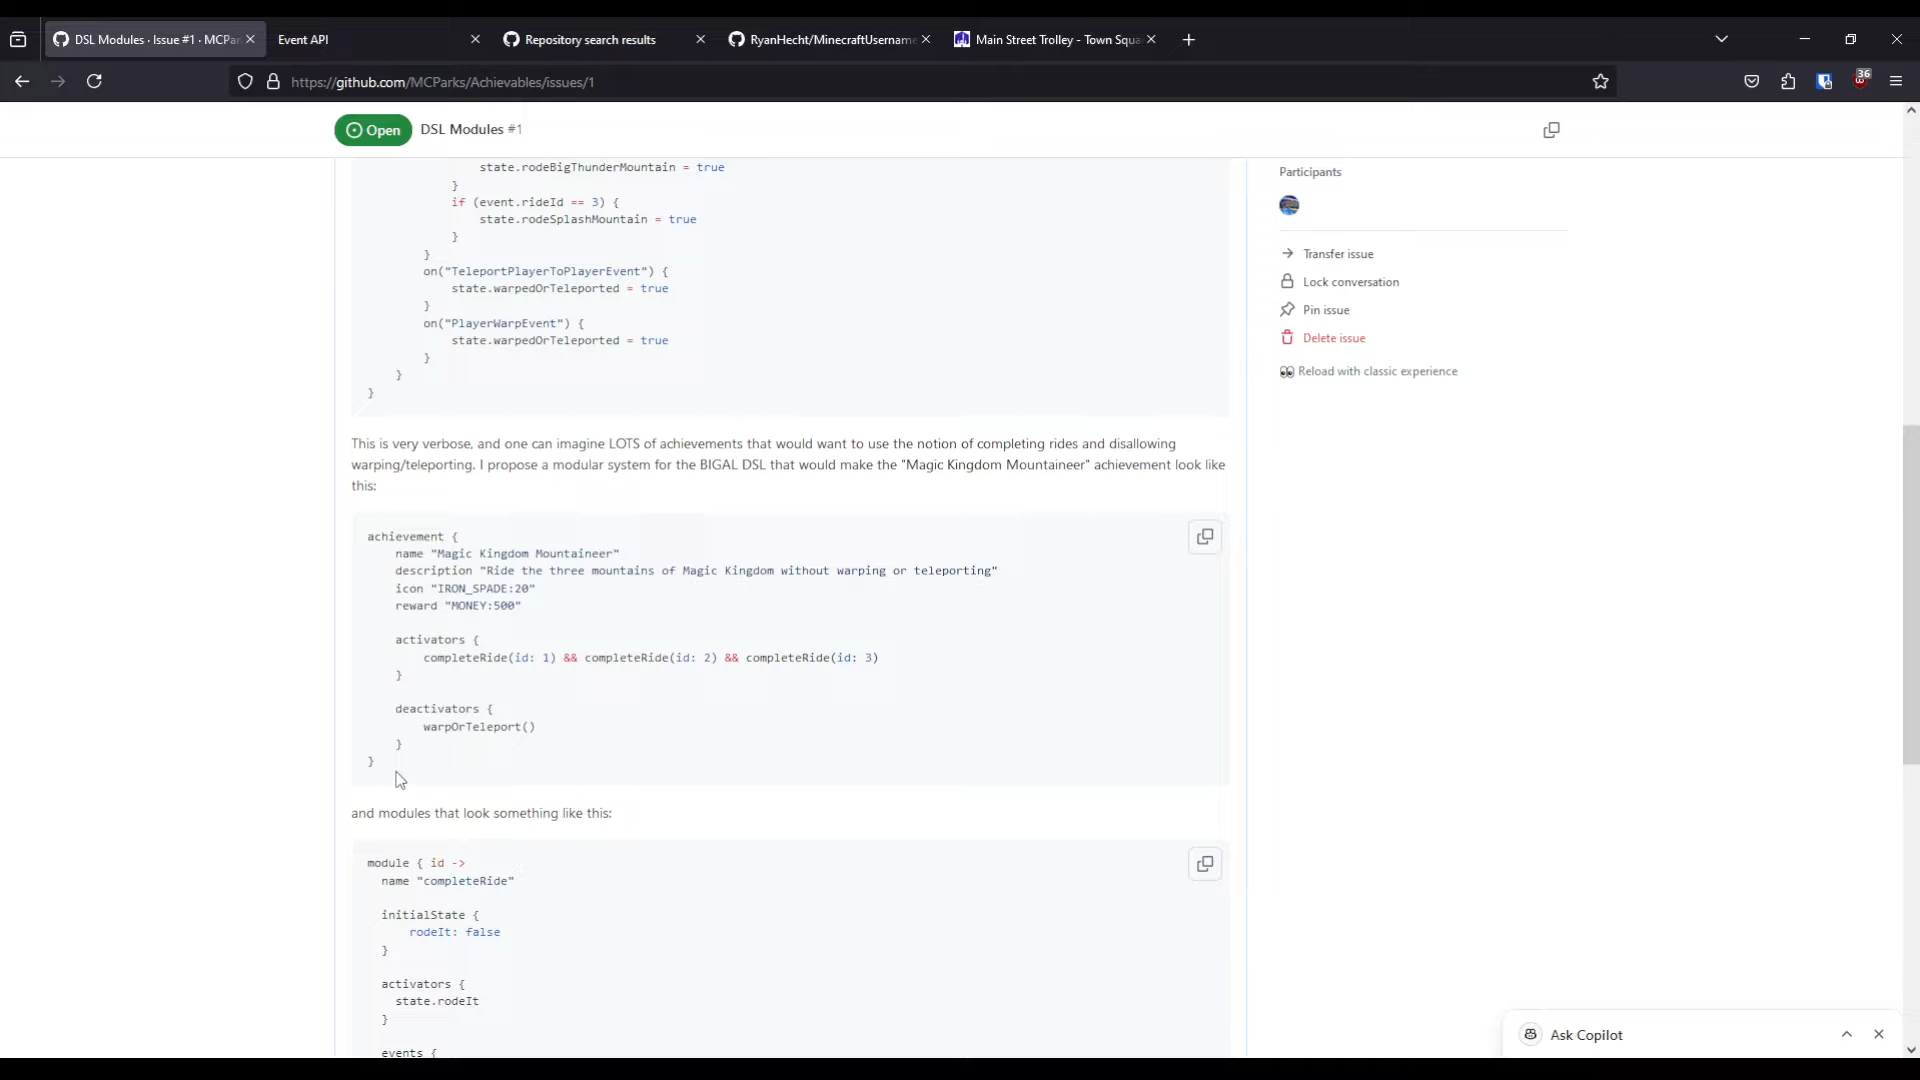 DSL Modules · Issue #1 · MCPar
Event API
Repository search results
RyanHecht/MinecraftUsername
Main Street Trolley - Town Squa
https://github.com/MCParks/Achievables/issues/1
36
Open
DSL Modules #1
state.rodeBigThunderMountain = true
}
if (event.rideId == 3) {
state.rodeSplashMountain = true
}
}
on("TeleportPlayerToPlayerEvent") {
state.warpedOrTeleported = true
}
on("PlayerWarpEvent") {
state.warpedOrTeleported = true
}
}
}
This is very verbose, and one can imagine LOTS of achievements that would want to use the notion of completing rides and disallowing
warping/teleporting. I propose a modular system for the BIGAL DSL that would make the "Magic Kingdom Mountaineer" achievement look like
this:
achievement {
name "Magic Kingdom Mountaineer"
description "Ride the three mountains of Magic Kingdom without warping or teleporting"
icon "IRON_SPADE:20"
reward "MONEY:500"
activators {
completeRide(id: 1) && completeRide(id: 2) && completeRide(id: 3)
}
deactivators {
warpOrTeleport()
}
}
and modules that look something like this:
module { id ->
name "completeRide"
initialState {
rodeIt: false
}
activators {
state.rodeIt
}
events {
Participants
Transfer issue
Lock conversation
Pin issue
Delete issue
Reload with classic experience
Ask Copilot